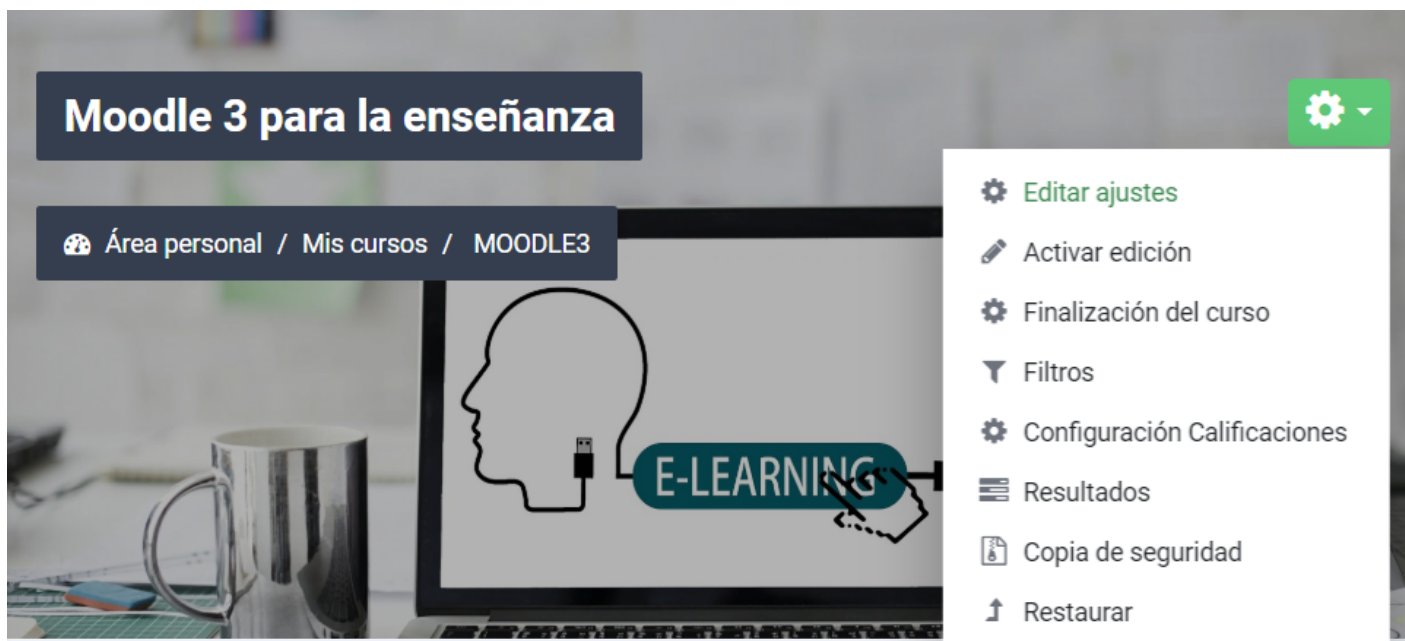 Moodle 3 para la enseñanza
Área personal / Mis cursos / MOODLE3
Editar ajustes
Activar edición
Finalización del curso
Filtros
Configuración Calificaciones
Resultados
Copia de seguridad
Restaurar
E-LEARNING